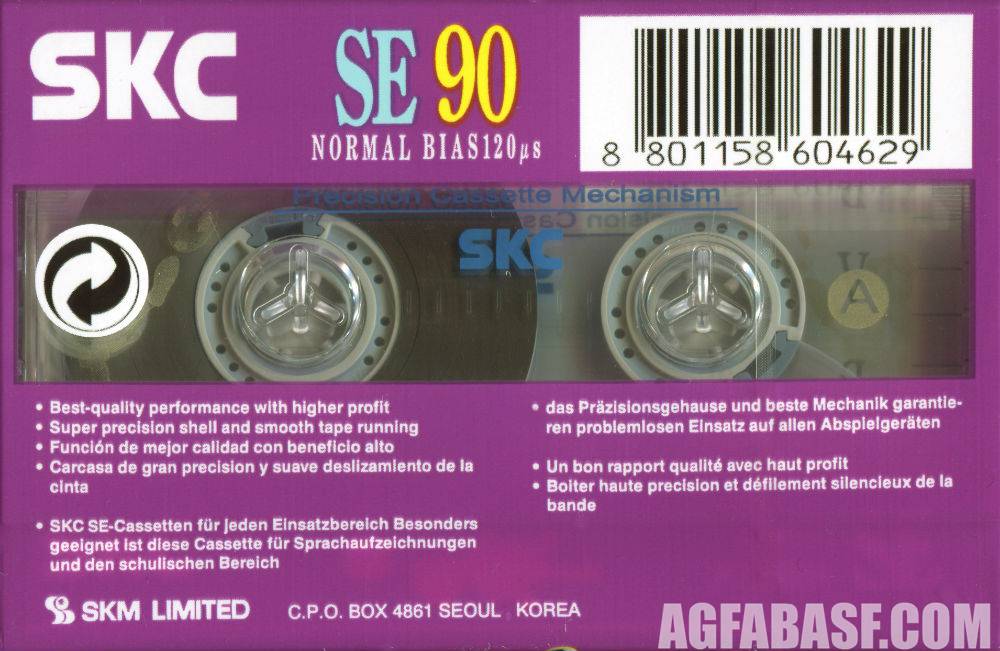 SKC
SE 90
NORMAL BIAS 120μs
8 801158 604629
Precision Cassette Mechanism
SKC
A
• Best-quality performance with higher profit
• Super precision shell and smooth tape running
• Función de mejor calidad con beneficio alto
• Carcasa de gran precision y suave deslizamiento de la
cinta
• SKC SE-Cassetten für jeden Einsatzbereich Besonders
geeignet ist diese Cassette für Sprachaufzeichnungen
und den schulischen Bereich
• das Präzisionsgehause und beste Mechanik garantie-
ren problemlosen Einsatz auf allen Abspielgeräten
• Un bon rapport qualité avec haut profit
• Boiter haute precision et défilement silencieux de la
bande
SKM LIMITED
C.P.O. BOX 4861 SEOUL KOREA
AGFABASF.COM